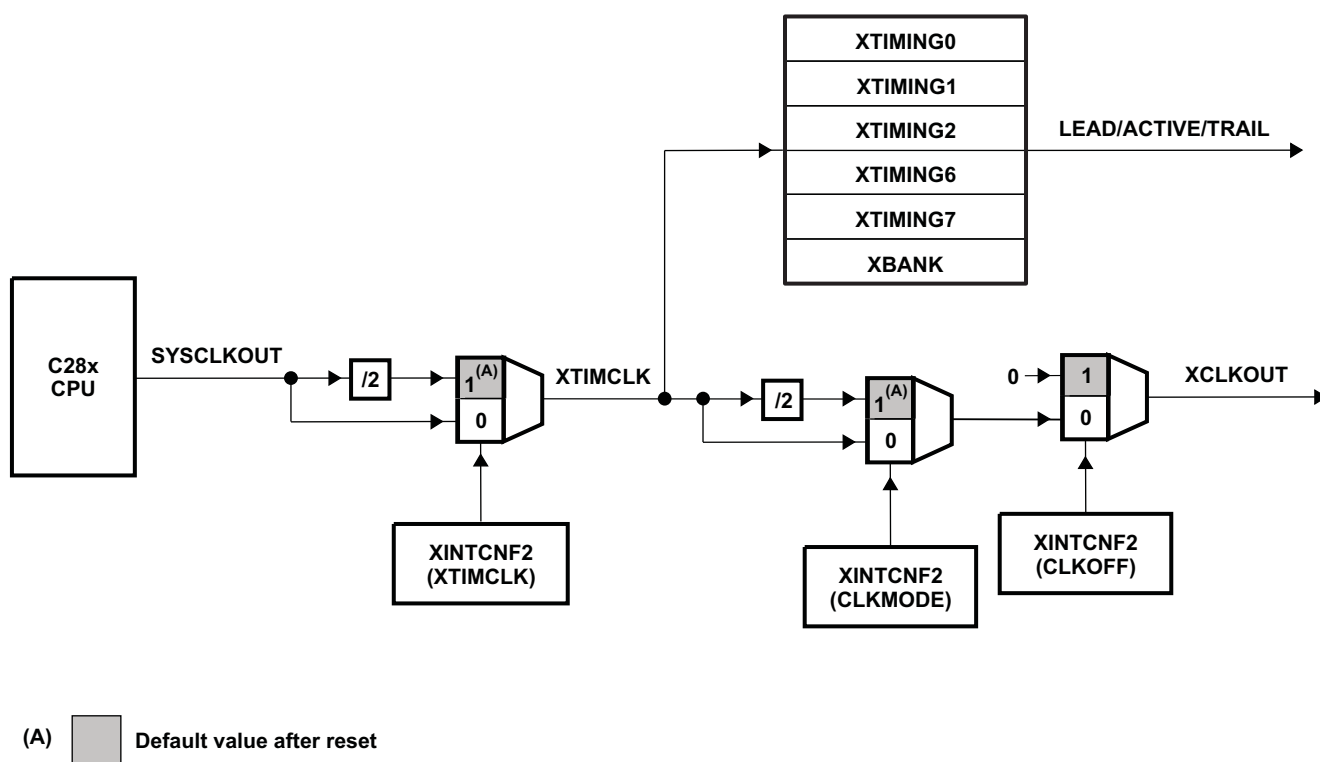 XTIMING0
XTIMING1
XTIMING2
LEAD/ACTIVE/TRAIL
XTIMING6
XTIMING7
XBANK
C28x
CPU
SYSCLKOUT
/2
1(A)
0
XTIMCLK
/2
1(A)
0
0
1
0
XCLKOUT
XINTCNF2
(XTIMCLK)
XINTCNF2
(CLKMODE)
XINTCNF2
(CLKOFF)
(A)
Default value after reset